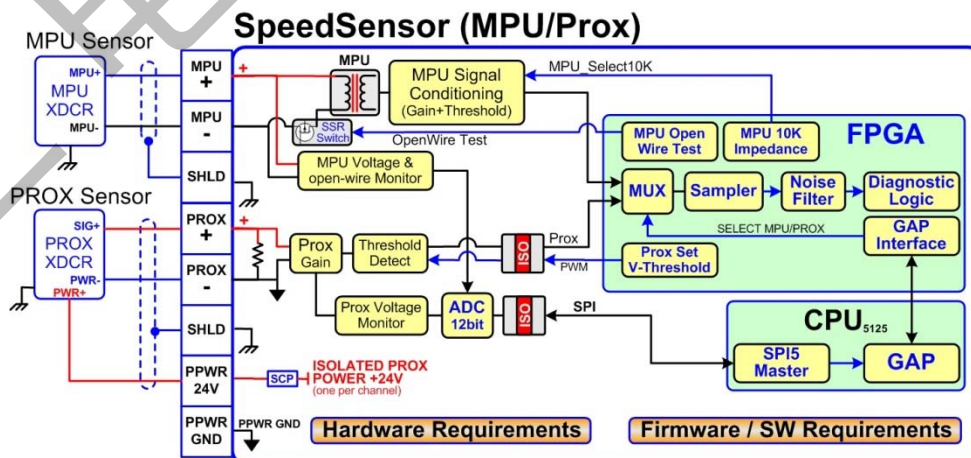 SpeedSensor (MPU/Prox)
MPU Sensor
MPU+
MPU
XDCR
MPU-
PROX Sensor
SIG+
PROX
XDCR
PWR-
PWR+
MPU
+
MPU
-
SHLD
PROX
+
PROX
-
SHLD
PPWR
24V
PPWR
GND
+
MPU
MPU Signal
Conditioning
(Gain+Threshold)
MPU_Select10K
SSR
Switch
OpenWire Test
MPU Voltage &
open-wire Monitor
+
Prox
Gain
Threshold
Detect
ISO
Prox
PWM
Prox Voltage
Monitor
ADC
12bit
ISO
SPI
SCP
ISOLATED PROX
POWER +24V
(one per channel)
PPWR GND
FPGA
MPU Open
Wire Test
MPU 10K
Impedance
MUX
Sampler
Noise
Filter
Diagnostic
Logic
SELECT MPU/PROX
GAP
Interface
Prox Set
V-Threshold
CPU5125
SPI5
Master
GAP
Hardware Requirements
Firmware / SW Requirements